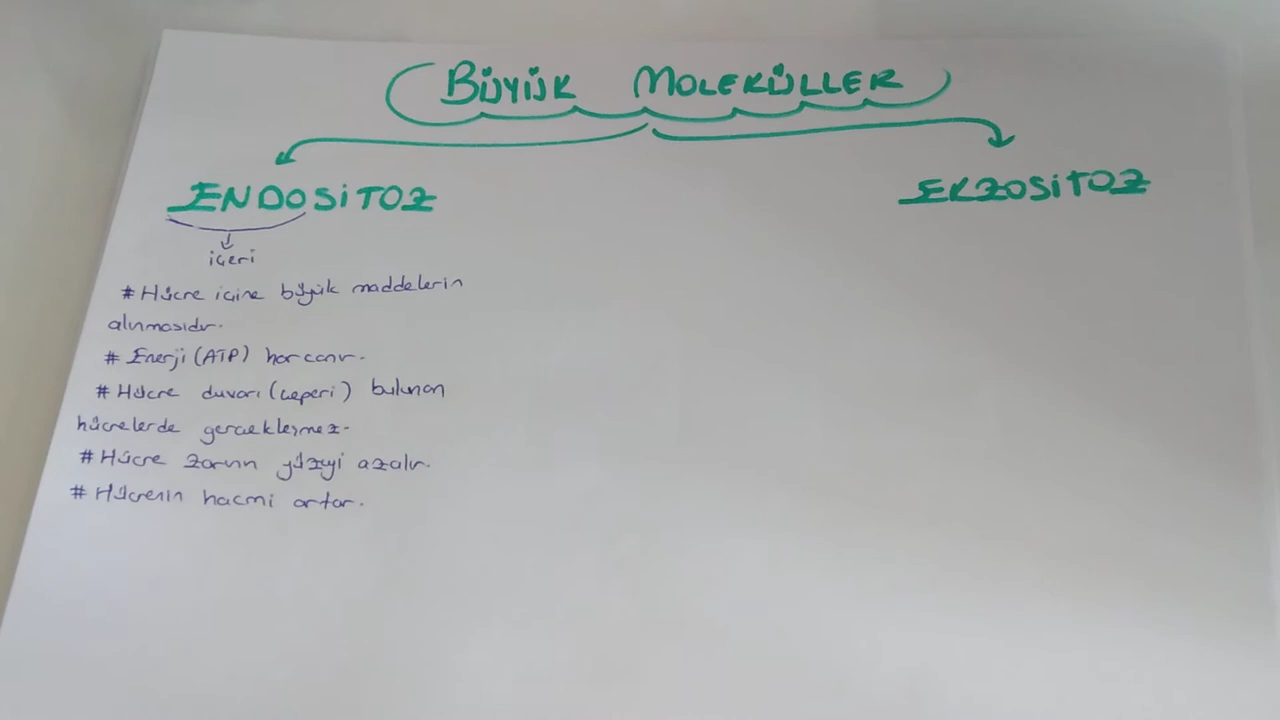 BÜYÜK MOLEKÜLLER
ENDOSİTOZ
EKZOSİTOZ
içeri
# Hücre içine büyük maddelerin
alınmasıdır.
# Enerji (ATP) harcanır.
# Hücre duvarı (çeperi) bulunan
hücrelerde gerçekleşmez.
# Hücre zarının yüzeyi azalır.
# Hücrenin hacmi artar.